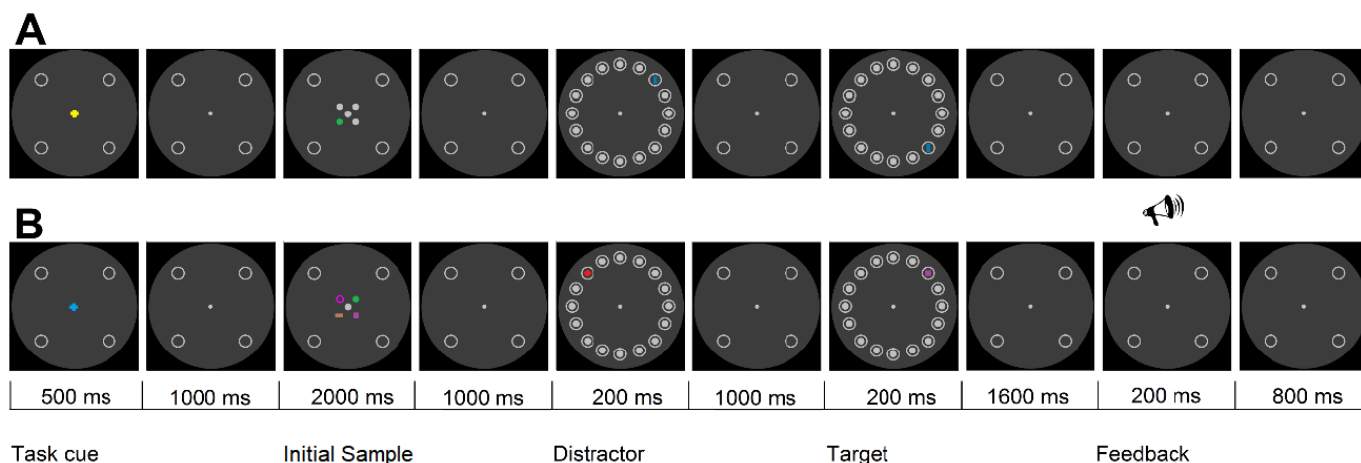 A
B
500 ms 1000 ms 2000 ms 1000 ms 200 ms 1000 ms 200 ms 1600 ms 200 ms 800 ms
Task cue Initial Sample Distractor Target Feedback